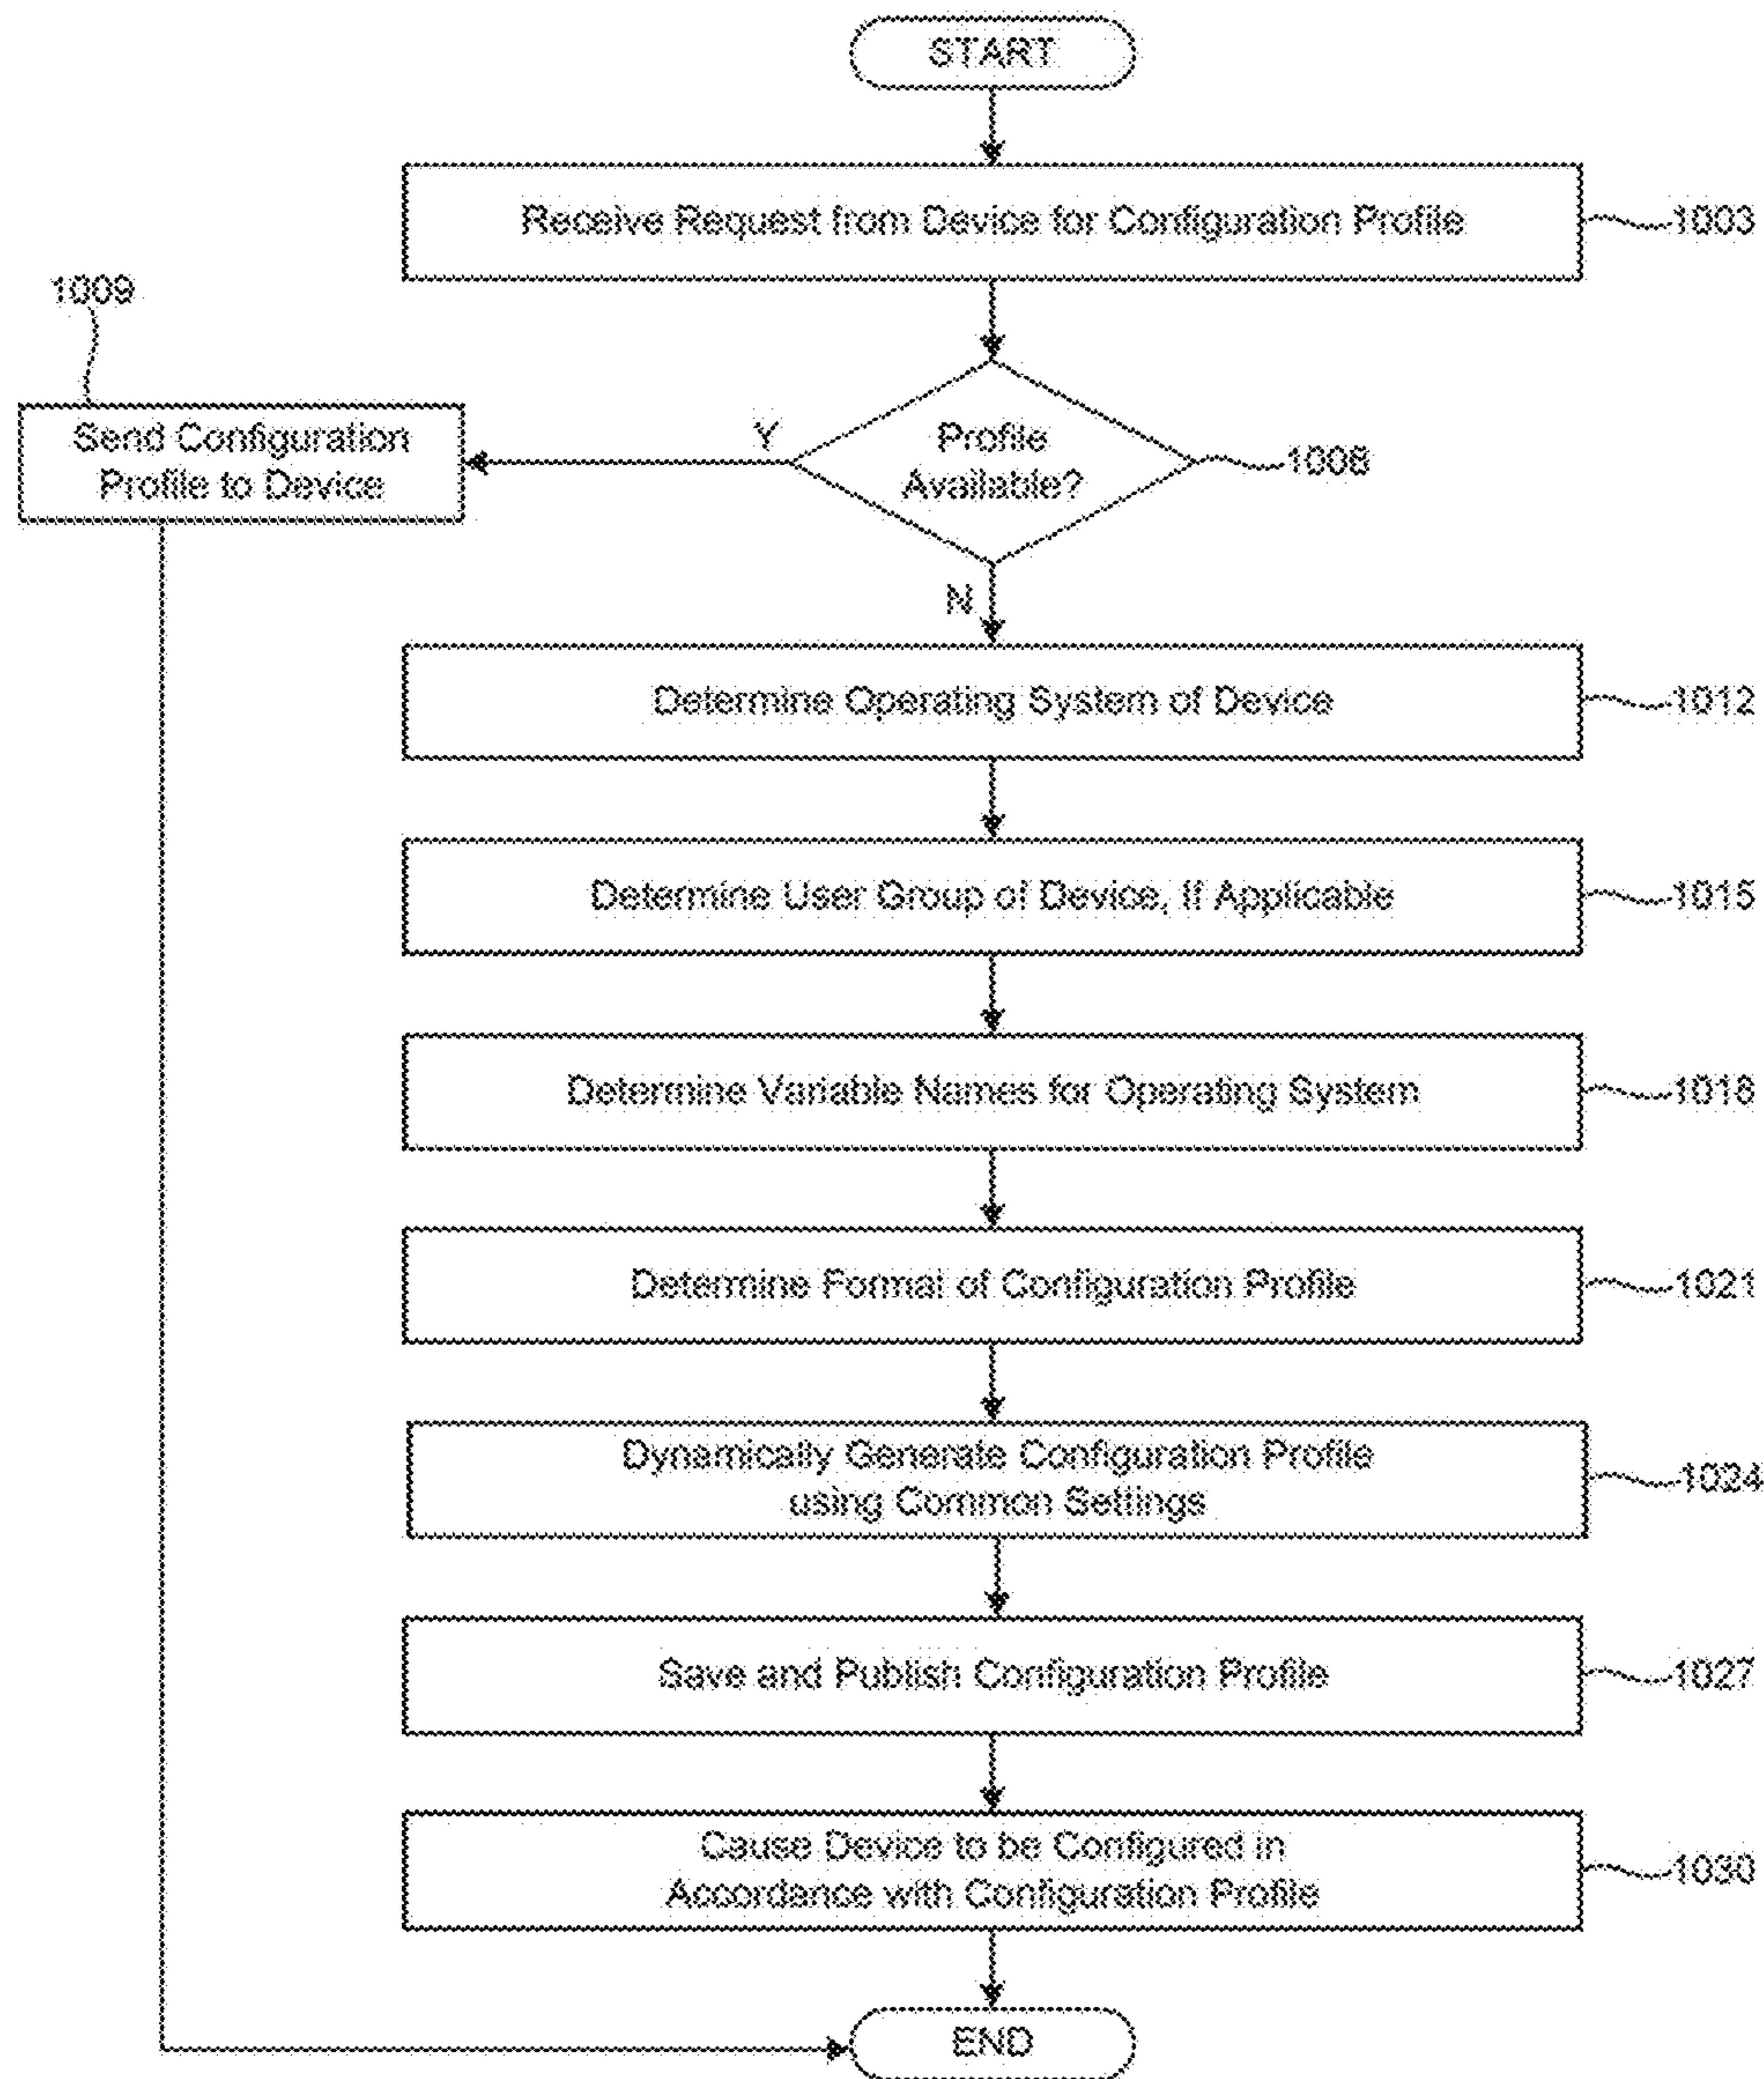 START
Receive Request from Device for Configuration Profile
1003
1009
Send Configuration
Profile to Device
Y
Profile
Available?
1006
N
Determine Operating System of Device
1012
Determine User Group of Device, If Applicable
1015
Determine Variable Names for Operating System
1018
Determine Format of Configuration Profile
1021
Dynamically Generate Configuration Profile
using Common Settings
1024
Save and Publish Configuration Profile
1027
Cause Device to be Configured in
Accordance with Configuration Profile
1030
END